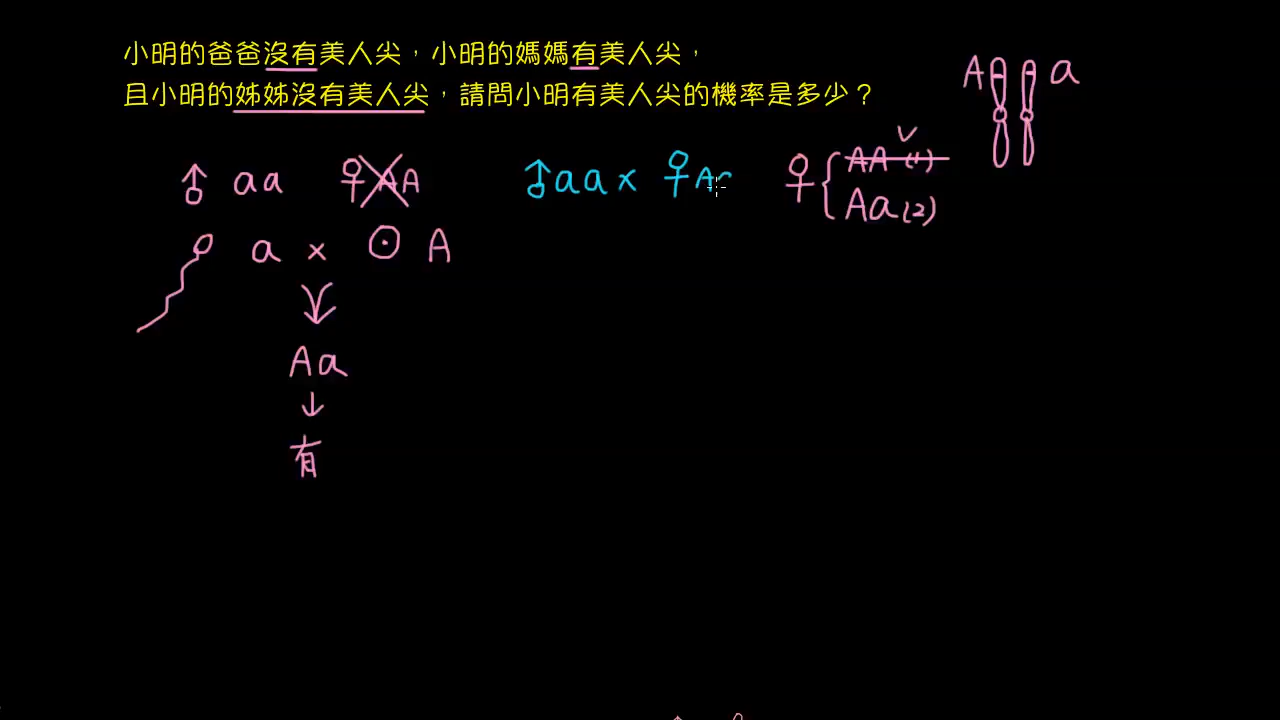 小明的爸爸沒有美人尖，小明的媽媽有美人尖，
且小明的姊姊沒有美人尖，請問小明有美人尖的機率是多少？
A a
♂ aa ♀ AA
♂aa x ♀ Aa
♀ { AA (1)
Aa (2)
a x A
Aa
有